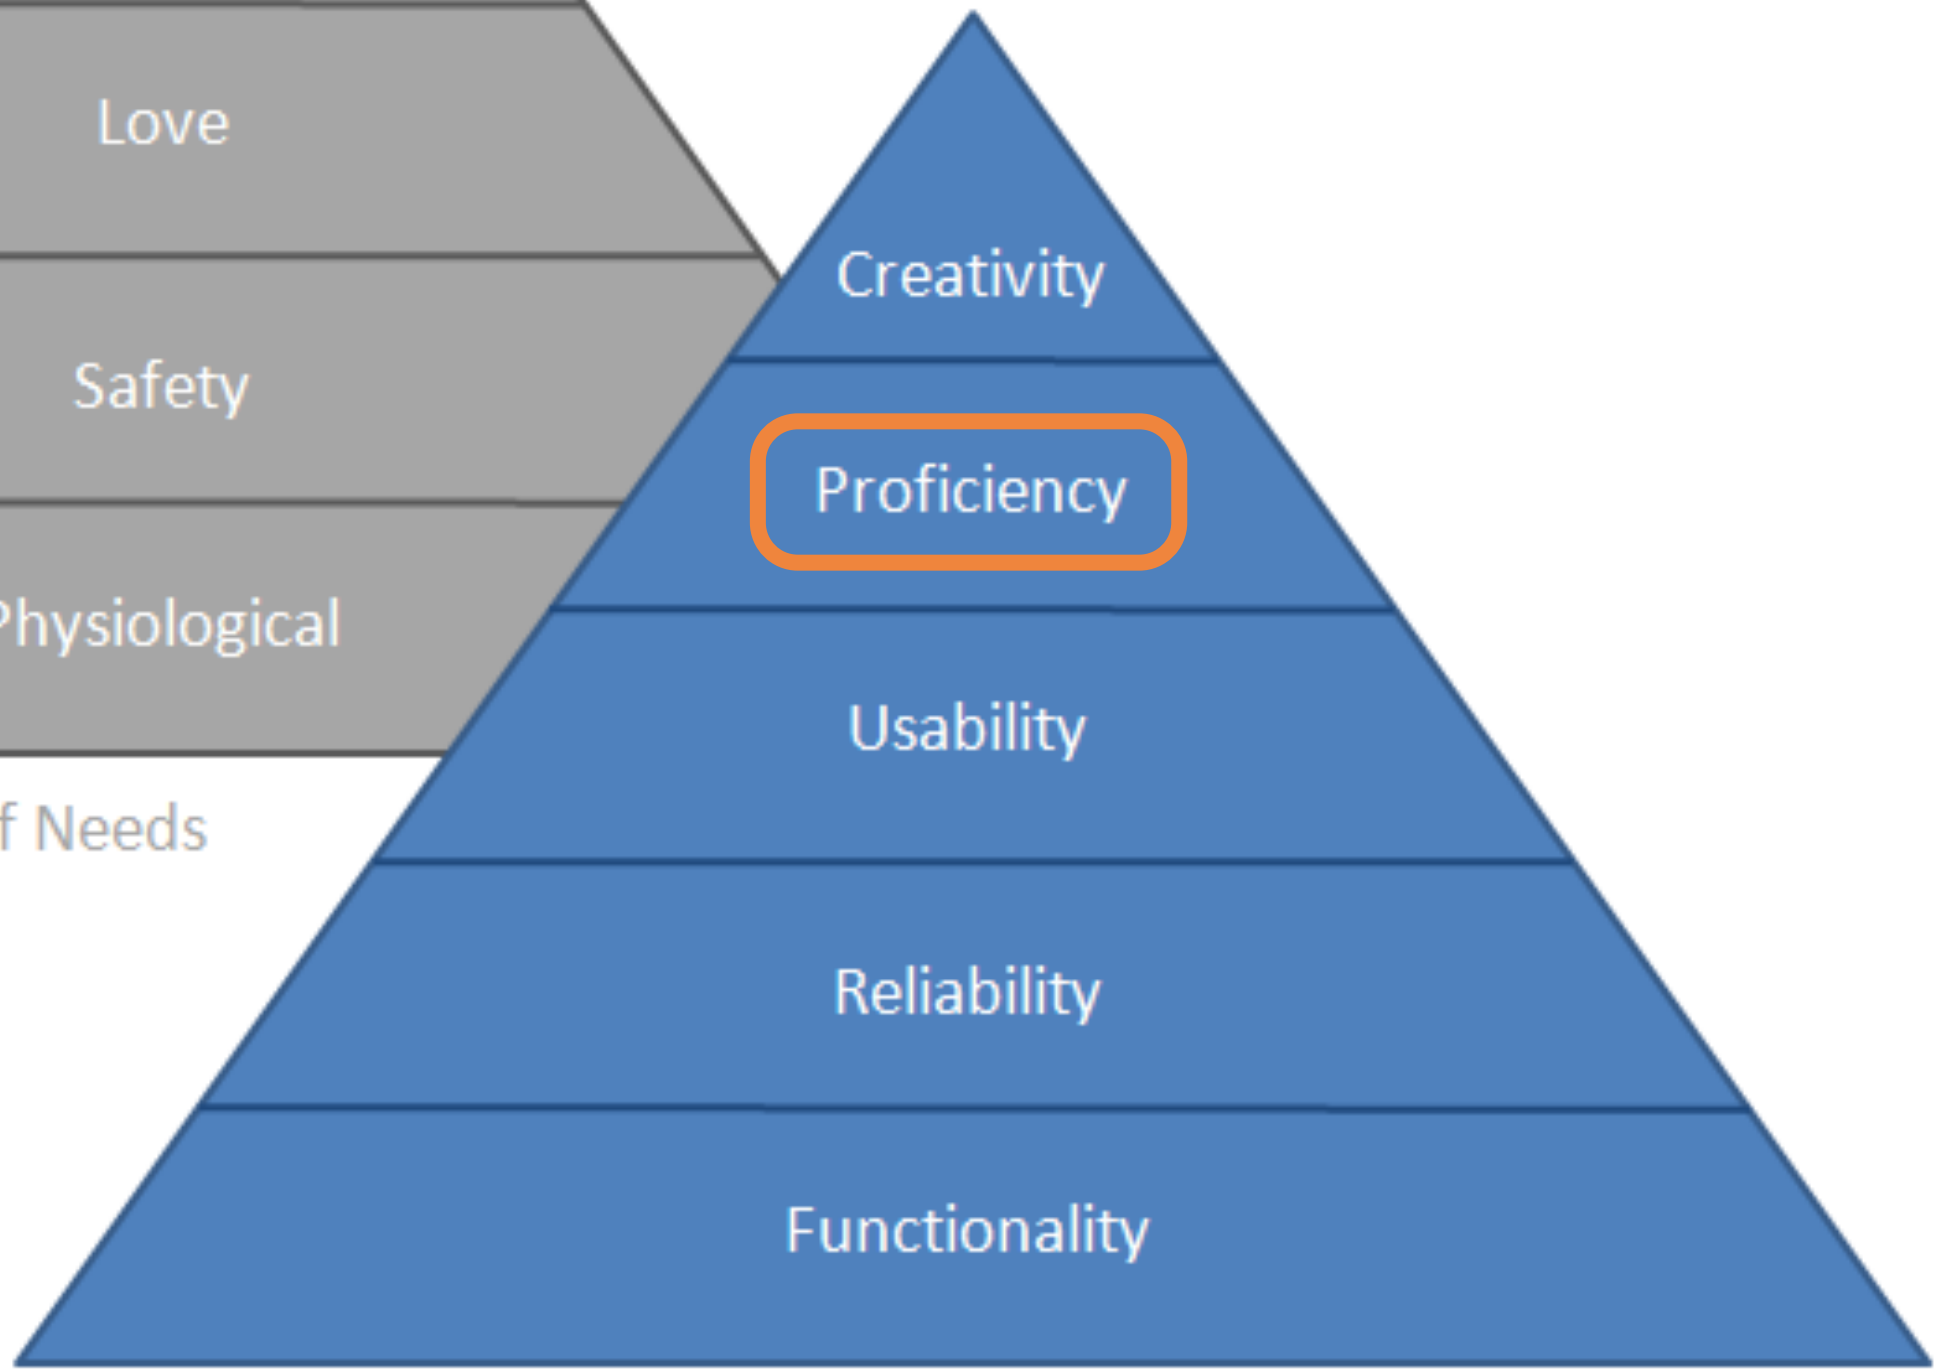 Love
Safety
Physiological
f Needs
Creativity
Proficiency
Usability
Reliability
Functionality